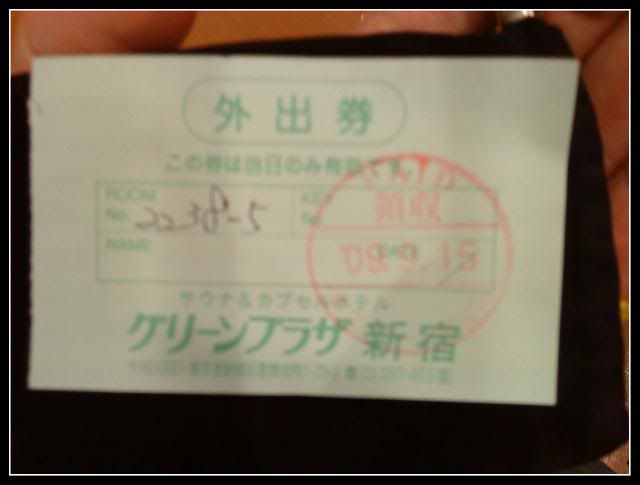 外出券
この券は当日のみ有効です。
ROOM No. 2238-5
KEY No.
NAME
領収
'09.9.15
サウナ&カプセルホテル
グリーンプラザ新宿